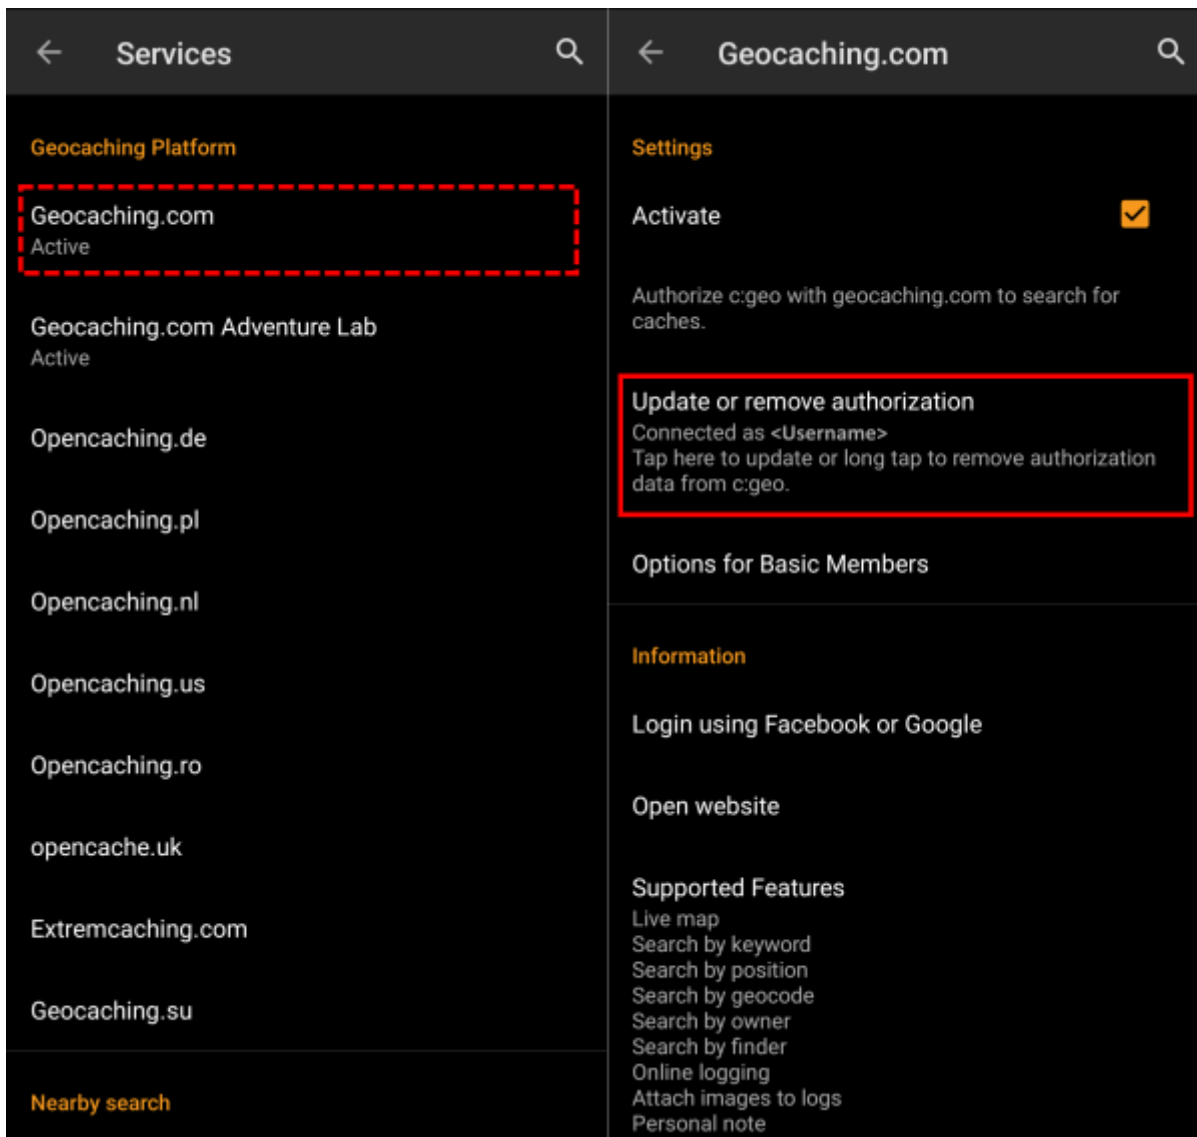 Services
Geocaching Platform
Geocaching.com
Active
Geocaching.com Adventure Lab
Active
Opencaching.de
Opencaching.pl
Opencaching.nl
Opencaching.us
Opencaching.ro
opencache.uk
Extremcaching.com
Geocaching.su
Nearby search
Geocaching.com
Settings
Activate
Authorize c:geo with geocaching.com to search for
caches.
Update or remove authorization
Connected as <Username>
Tap here to update or long tap to remove authorization
data from c:geo.
Options for Basic Members
Information
Login using Facebook or Google
Open website
Supported Features
Live map
Search by keyword
Search by position
Search by geocode
Search by owner
Search by finder
Online logging
Attach images to logs
Personal note